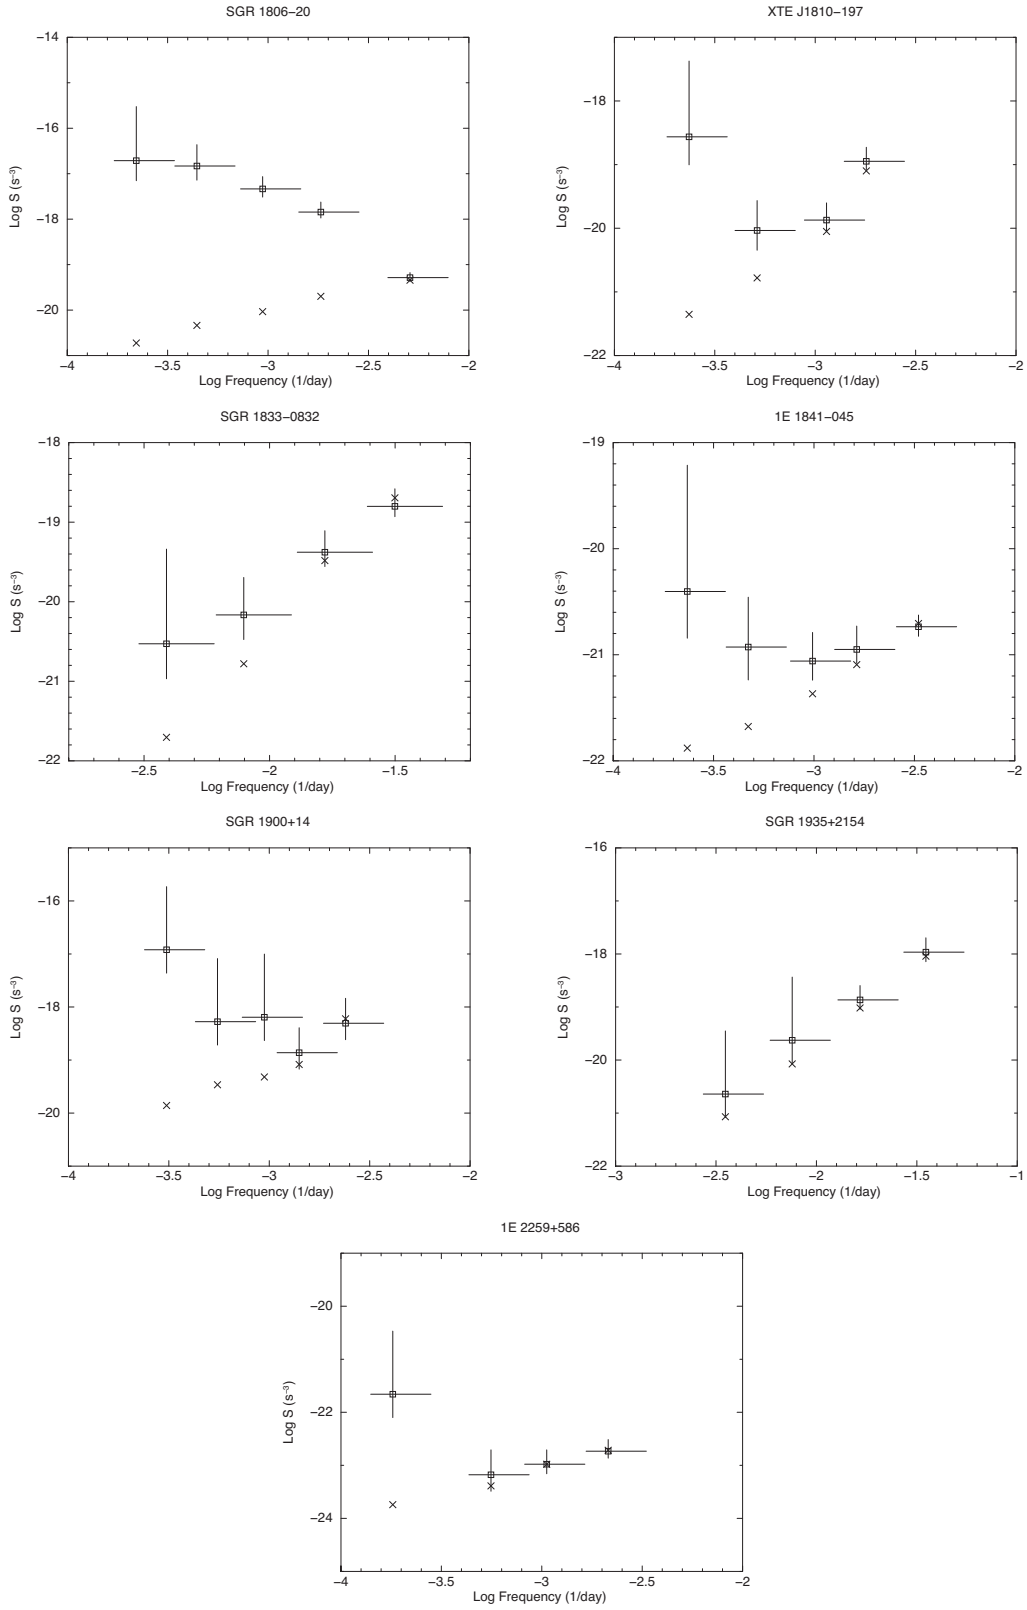 SGR 1806−20
XTE J1810−197
−14
−16
−18
−20
Log S (s⁻³)
−4
−3.5
−3
−2.5
−2
Log Frequency (1/day)
−18
−20
−22
Log S (s⁻³)
−4
−3.5
−3
−2.5
−2
Log Frequency (1/day)
SGR 1833−0832
1E 1841−045
−18
−19
−20
−21
−22
Log S (s⁻³)
−2.5
−2
−1.5
Log Frequency (1/day)
−19
−20
−21
−22
Log S (s⁻³)
−4
−3.5
−3
−2.5
−2
Log Frequency (1/day)
SGR 1900+14
SGR 1935+2154
−16
−18
−20
Log S (s⁻³)
−4
−3.5
−3
−2.5
−2
Log Frequency (1/day)
−16
−18
−20
−22
Log S (s⁻³)
−3
−2.5
−2
−1.5
−1
Log Frequency (1/day)
1E 2259+586
−20
−22
−24
Log S (s⁻³)
−4
−3.5
−3
−2.5
−2
Log Frequency (1/day)